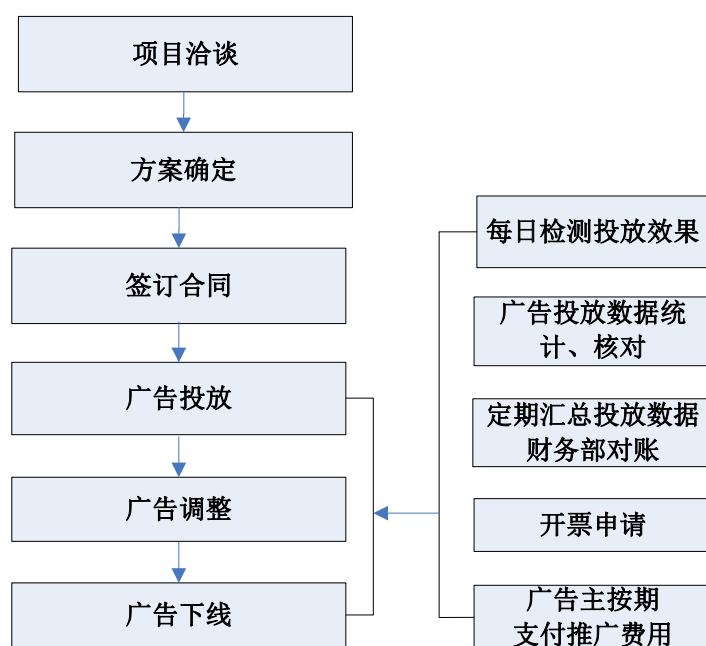 项目洽谈
方案确定
签订合同
广告投放
广告调整
广告下线
每日检测投放效果
广告投放数据统
计、核对
定期汇总投放数据
财务部对账
开票申请
广告主按期
支付推广费用